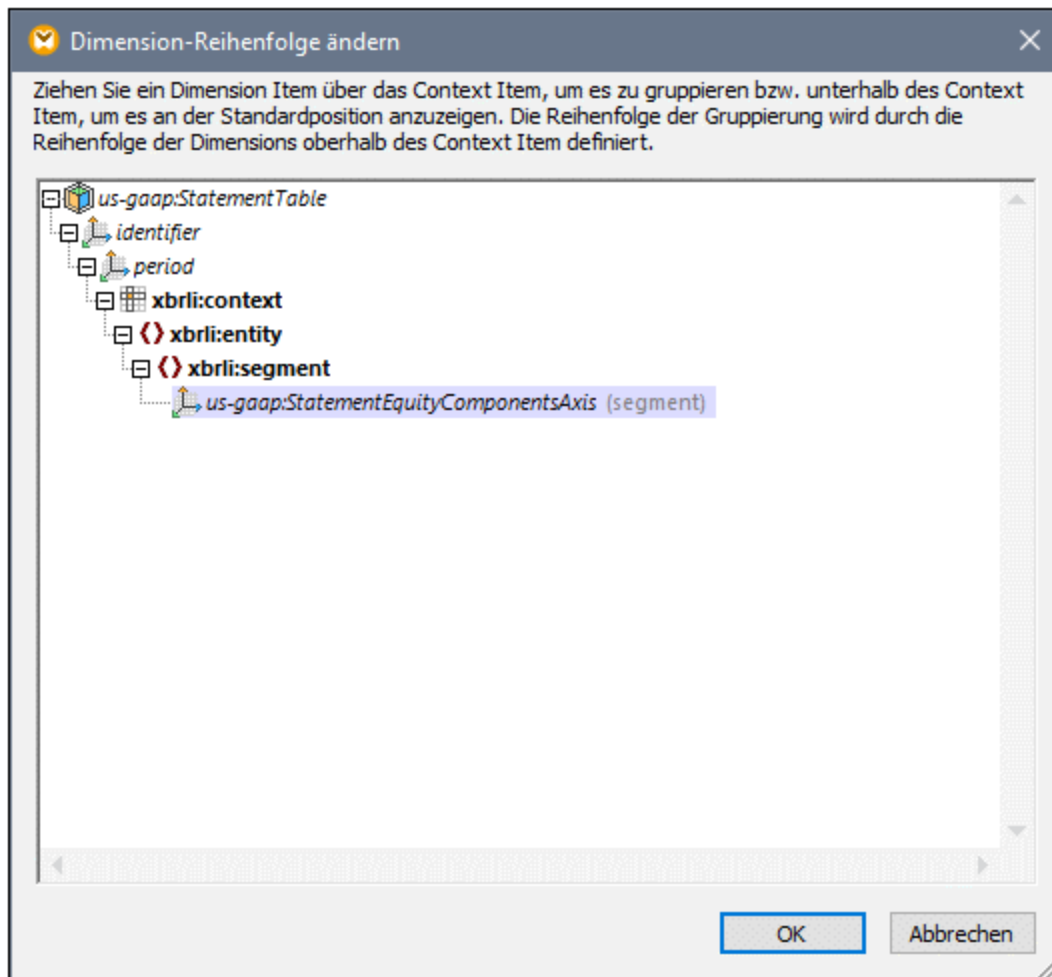 Dimension-Reihenfolge ändern
Ziehen Sie ein Dimension Item über das Context Item, um es zu gruppieren bzw. unterhalb des Context
Item, um es an der Standardposition anzuzeigen. Die Reihenfolge der Gruppierung wird durch die
Reihenfolge der Dimensions oberhalb des Context Item definiert.
us-gaap:StatementTable
identifier
period
xbrli:context
xbrli:entity
xbrli:segment
us-gaap:StatementEquityComponentsAxis (segment)
OK Abbrechen